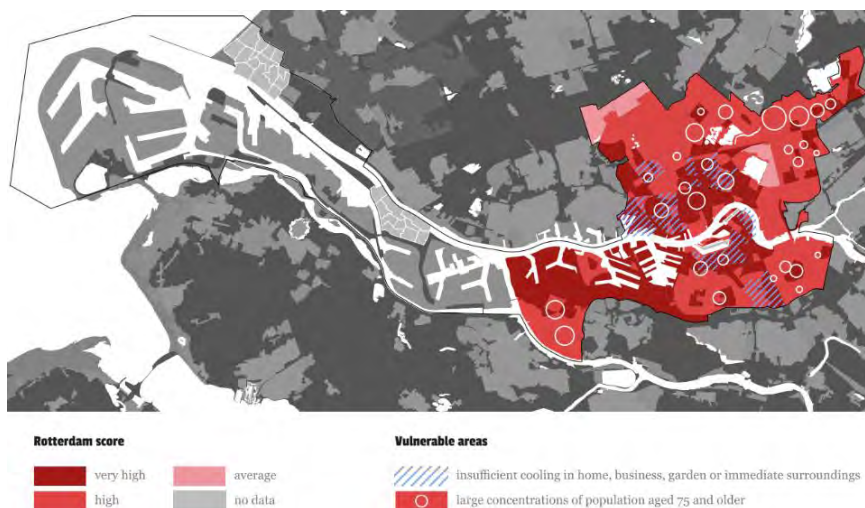 Rotterdam score
very high
high
average
no data
Vulnerable areas
insufficient cooling in home, business, garden or immediate surroundings
large concentrations of population aged 75 and older